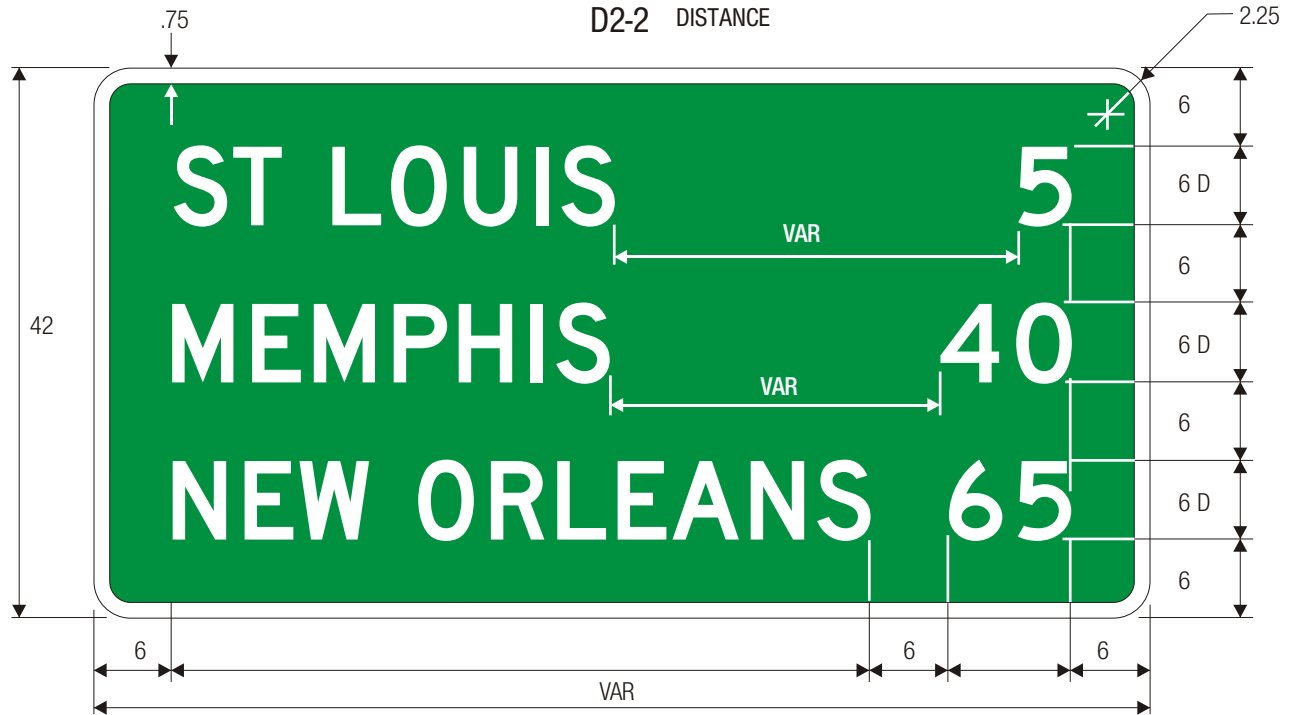 D2-2 DISTANCE
.75
2.25
6
ST LOUIS 5
6 D
VAR
6
42
MEMPHIS 40
6 D
VAR
6
NEW ORLEANS 65
6 D
6
6 6 6
VAR